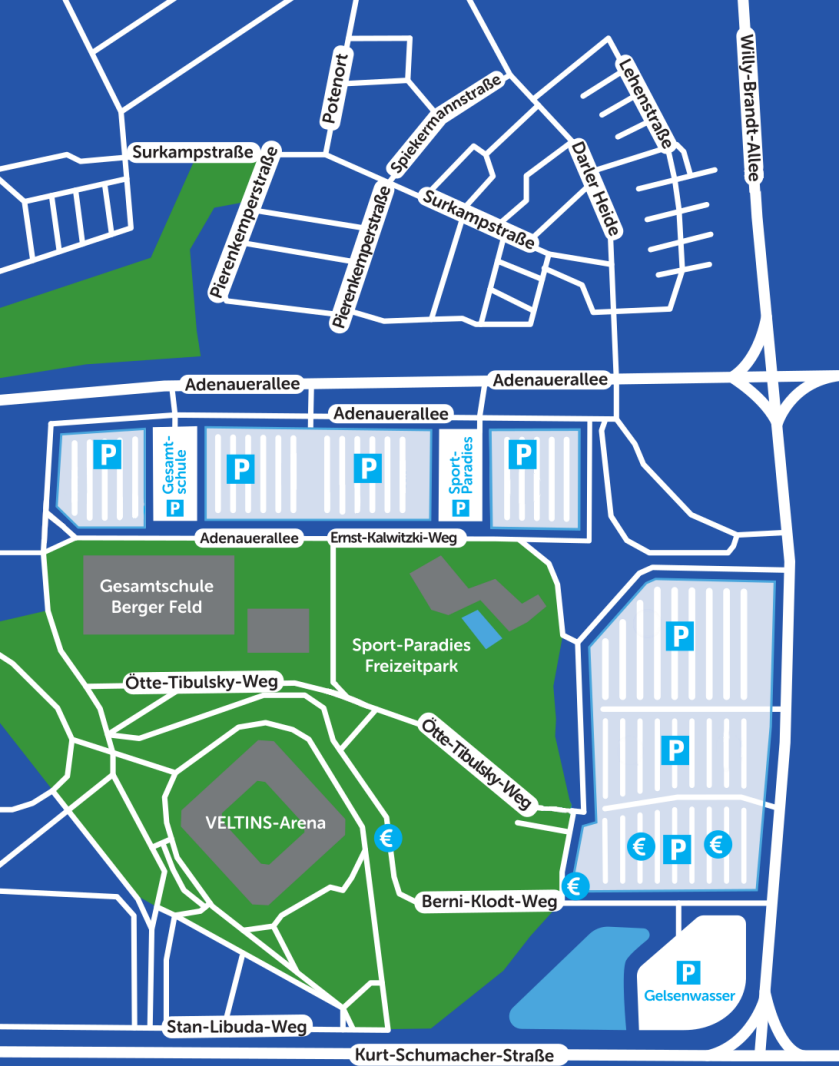 Potenort
Spiekermannstraße
Lehenstraße
Willy-Brandt-Allee
Surkampstraße
Pierenkemperstraße
Pierenkemperstraße
Surkampstraße
Darler Heide
Adenauerallee
Adenauerallee
Adenauerallee
P
Gesamt-
schule
P
P
P
Sport-
Paradies
P
P
Adenauerallee
Ernst-Kalwitzki-Weg
Gesamtschule
Berger Feld
Sport-Paradies
Freizeitpark
P
Ötte-Tibulsky-Weg
Ötte-Tibulsky-Weg
P
VELTINS-Arena
€
€
P
€
€
Berni-Klodt-Weg
P
Gelsenwasser
Stan-Libuda-Weg
Kurt-Schumacher-Straße